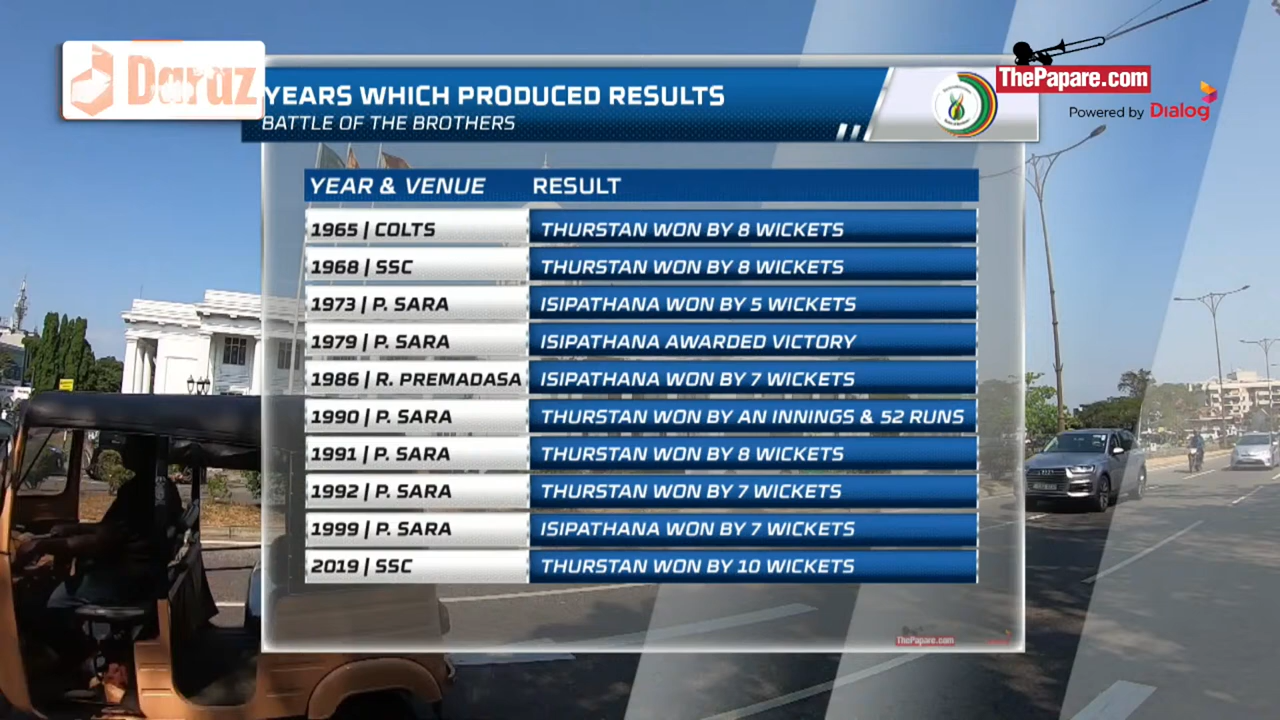 Daraz
YEARS WHICH PRODUCED RESULTS
BATTLE OF THE BROTHERS
ThePapare.com
Powered by Dialog
YEAR & VENUE RESULT
1965 | COLTS THURSTAN WON BY 8 WICKETS
1968 | SSC THURSTAN WON BY 8 WICKETS
1973 | P. SARA ISIPATHANA WON BY 5 WICKETS
1979 | P. SARA ISIPATHANA AWARDED VICTORY
1986 | R. PREMADASA ISIPATHANA WON BY 7 WICKETS
1990 | P. SARA THURSTAN WON BY AN INNINGS & 52 RUNS
1991 | P. SARA THURSTAN WON BY 8 WICKETS
1992 | P. SARA THURSTAN WON BY 7 WICKETS
1999 | P. SARA ISIPATHANA WON BY 7 WICKETS
2019 | SSC THURSTAN WON BY 10 WICKETS
ThePapare.com